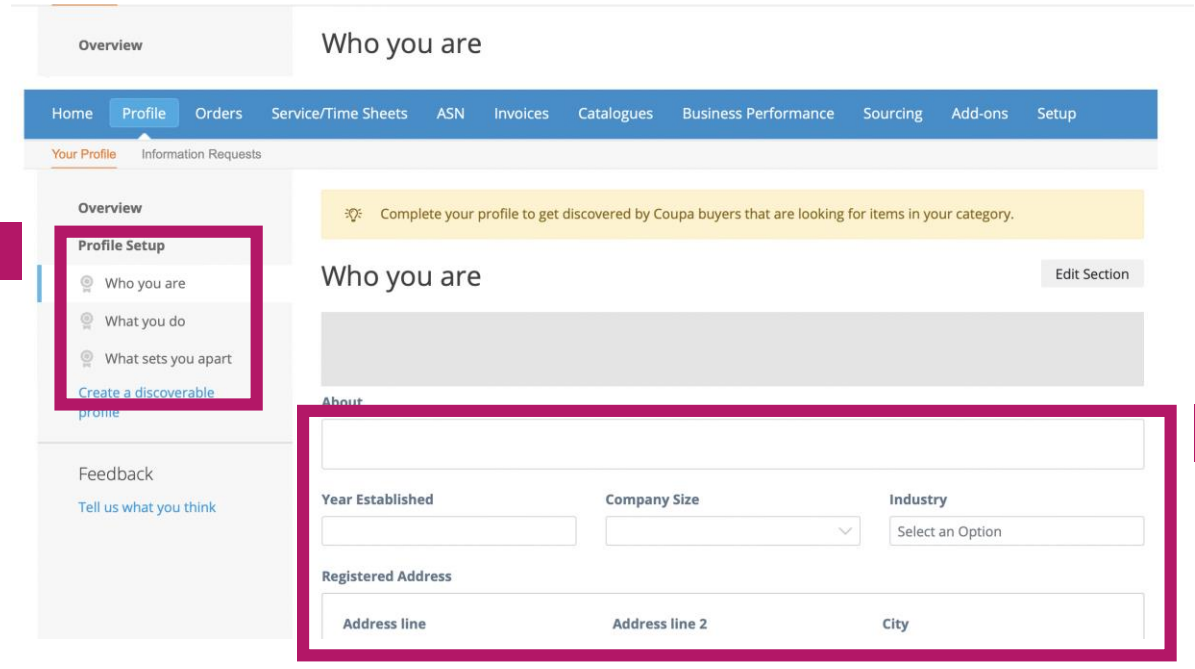 Overview
Who you are
Home Profile Orders Service/Time Sheets ASN Invoices Catalogues Business Performance Sourcing Add-ons Setup
Your Profile Information Requests
Overview
Profile Setup
Who you are
What you do
What sets you apart
Create a discoverable
profile
Feedback
Tell us what you think
Complete your profile to get discovered by Coupa buyers that are looking for items in your category.
Who you are
Edit Section
About
Year Established Company Size Industry
Select an Option
Registered Address
Address line Address line 2 City